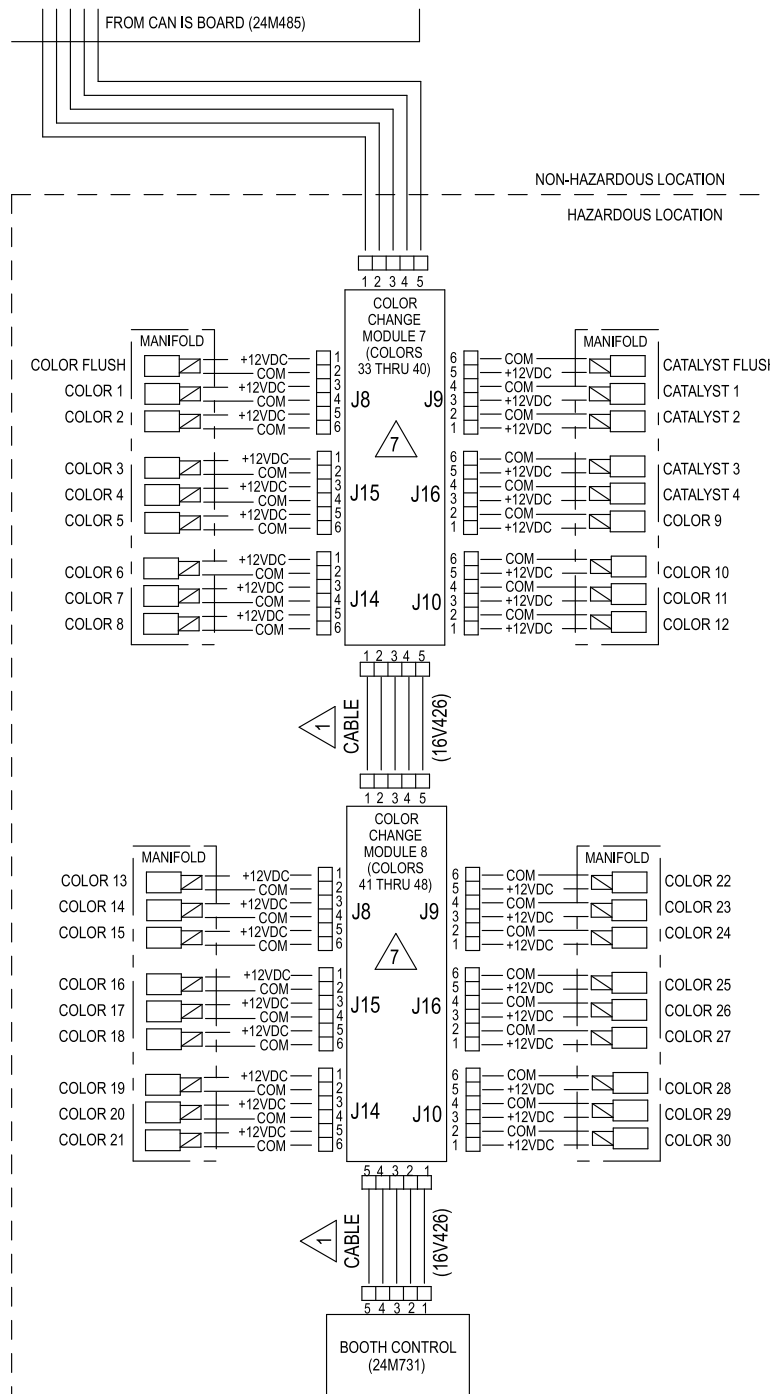 FROM CAN IS BOARD (24M485)
NON-HAZARDOUS LOCATION
HAZARDOUS LOCATION
1 2 3 4 5
COLOR
CHANGE
MODULE 7
(COLORS
33 THRU 40)
MANIFOLD
MANIFOLD
COLOR FLUSH +12VDC 1 6 COM CATALYST FLUSH
COM 2 5 +12VDC
COLOR 1 +12VDC 3 J8 J9 4 COM CATALYST 1
COM 4 3 +12VDC
COLOR 2 +12VDC 5 2 COM CATALYST 2
COM 6 1 +12VDC
7
COLOR 3 +12VDC 1 6 COM CATALYST 3
COM 2 5 +12VDC
COLOR 4 +12VDC 3 J15 J16 4 COM CATALYST 4
COM 4 3 +12VDC
COLOR 5 +12VDC 5 2 COM COLOR 9
COM 6 1 +12VDC
COLOR 6 +12VDC 1 6 COM COLOR 10
COM 2 5 +12VDC
COLOR 7 +12VDC 3 J14 J10 4 COM COLOR 11
COM 4 3 +12VDC
COLOR 8 +12VDC 5 2 COM COLOR 12
COM 6 1 +12VDC
1 2 3 4 5
1 CABLE (16V426)
1 2 3 4 5
COLOR
CHANGE
MODULE 8
(COLORS
41 THRU 48)
MANIFOLD
MANIFOLD
COLOR 13 +12VDC 1 6 COM COLOR 22
COM 2 5 +12VDC
COLOR 14 +12VDC 3 J8 J9 4 COM COLOR 23
COM 4 3 +12VDC
COLOR 15 +12VDC 5 2 COM COLOR 24
COM 6 1 +12VDC
7
COLOR 16 +12VDC 1 6 COM COLOR 25
COM 2 5 +12VDC
COLOR 17 +12VDC 3 J15 J16 4 COM COLOR 26
COM 4 3 +12VDC
COLOR 18 +12VDC 5 2 COM COLOR 27
COM 6 1 +12VDC
COLOR 19 +12VDC 1 6 COM COLOR 28
COM 2 5 +12VDC
COLOR 20 +12VDC 3 J14 J10 4 COM COLOR 29
COM 4 3 +12VDC
COLOR 21 +12VDC 5 2 COM COLOR 30
COM 6 1 +12VDC
5 4 3 2 1
1 CABLE (16V426)
5 4 3 2 1
BOOTH CONTROL
(24M731)